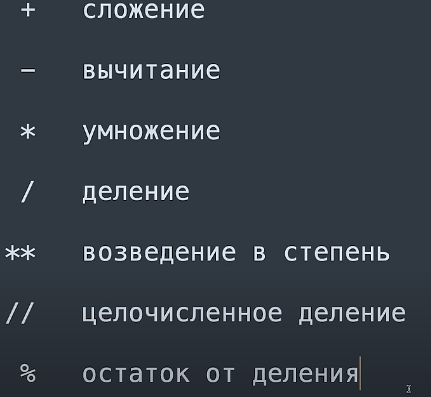 + сложение
- вычитание
* умножение
/ деление
** возведение в степень
// целочисленное деление
% остаток от деления